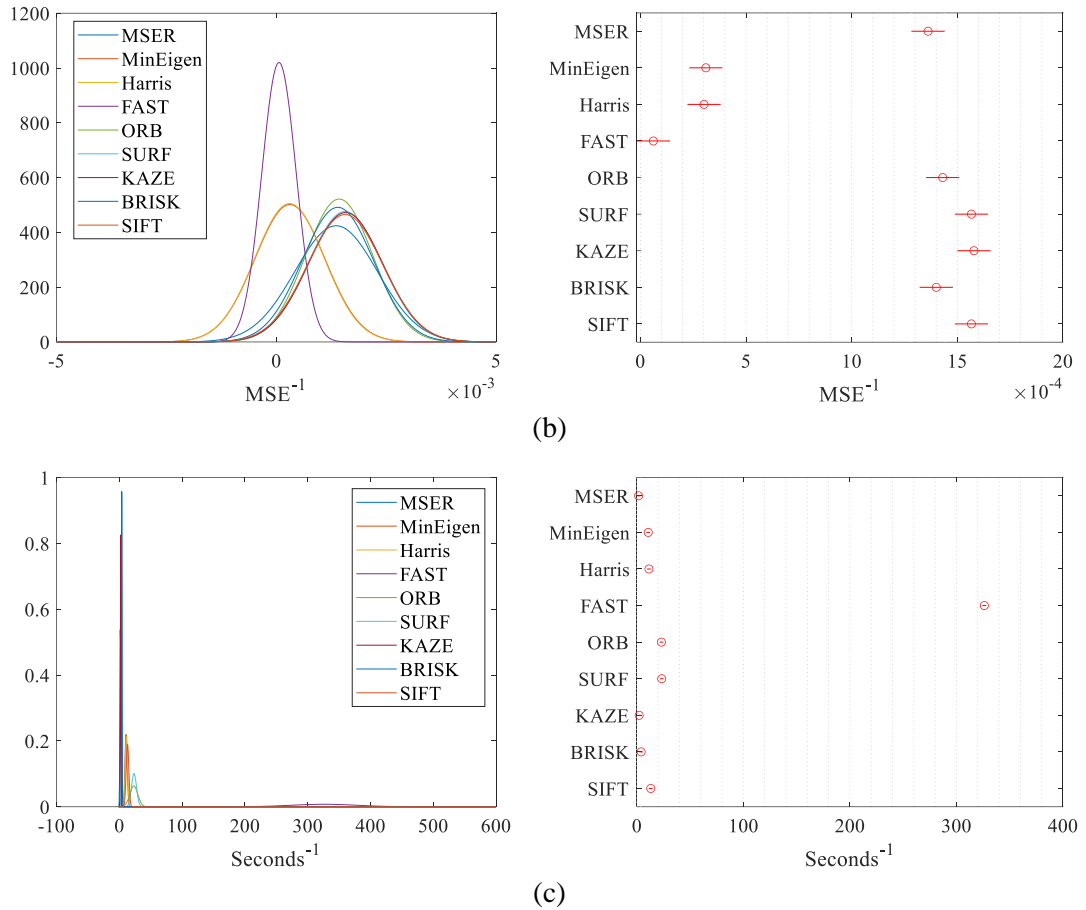 1200
1000
800
600
400
200
0
-5
0
5
MSE-1
×10-3
MSER
MinEigen
Harris
FAST
ORB
SURF
KAZE
BRISK
SIFT
MSER
MinEigen
Harris
FAST
ORB
SURF
KAZE
BRISK
SIFT
0
5
10
15
20
MSE-1
×10-4
(b)
1
0.8
0.6
0.4
0.2
0
-100
0
100
200
300
400
500
600
Seconds-1
MSER
MinEigen
Harris
FAST
ORB
SURF
KAZE
BRISK
SIFT
MSER
MinEigen
Harris
FAST
ORB
SURF
KAZE
BRISK
SIFT
0
100
200
300
400
Seconds-1
(c)